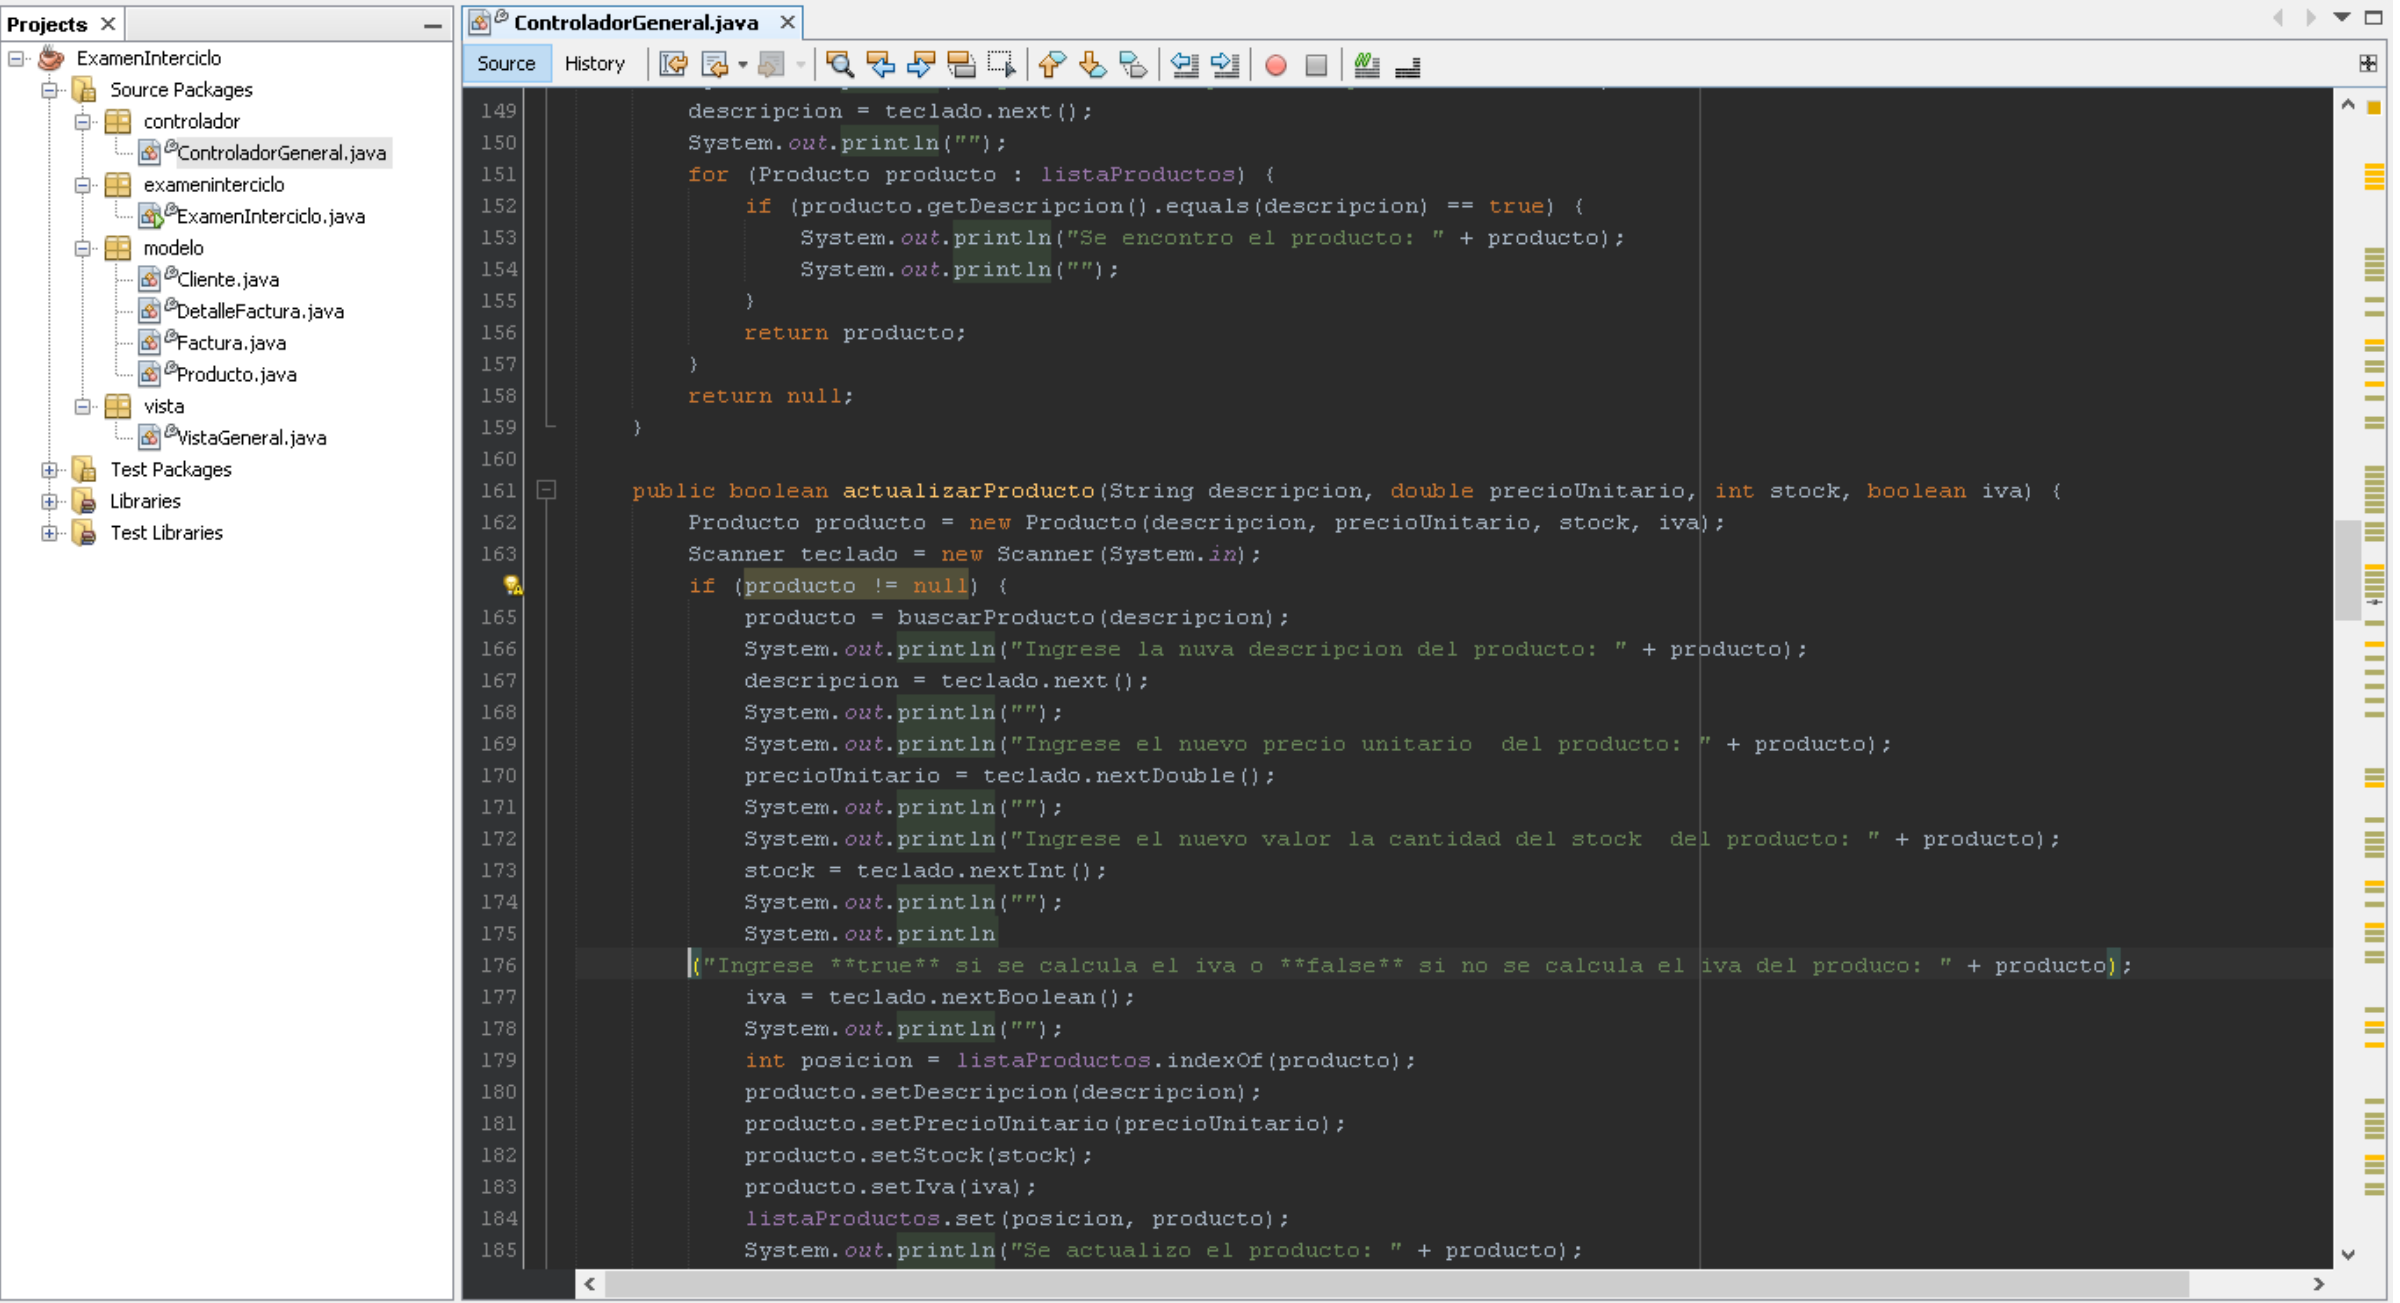 Projects
ExamenInterciclo
Source Packages
controlador
ControladorGeneral.java
exameninterciclo
ExamenInterciclo.java
modelo
Cliente.java
DetalleFactura.java
Factura.java
Producto.java
vista
VistaGeneral.java
Test Packages
Libraries
Test Libraries
ControladorGeneral.java
Source History
149 descripcion = teclado.next();
150 System.out.println("");
151 for (Producto producto : listaProductos) {
152 if (producto.getDescripcion().equals(descripcion) == true) {
153 System.out.println("Se encontro el producto: " + producto);
154 System.out.println("");
155 }
156 return producto;
157 }
158 return null;
159 }
160
161 public boolean actualizarProducto(String descripcion, double precioUnitario, int stock, boolean iva) {
162 Producto producto = new Producto(descripcion, precioUnitario, stock, iva);
163 Scanner teclado = new Scanner(System.in);
if (producto != null) {
165 producto = buscarProducto(descripcion);
166 System.out.println("Ingrese la nuva descripcion del producto: " + producto);
167 descripcion = teclado.next();
168 System.out.println("");
169 System.out.println("Ingrese el nuevo precio unitario  del producto: " + producto);
170 precioUnitario = teclado.nextDouble();
171 System.out.println("");
172 System.out.println("Ingrese el nuevo valor la cantidad del stock  del producto: " + producto);
173 stock = teclado.nextInt();
174 System.out.println("");
175 System.out.println
176 ("Ingrese **true** si se calcula el iva o **false** si no se calcula el iva del produco: " + producto);
177 iva = teclado.nextBoolean();
178 System.out.println("");
179 int posicion = listaProductos.indexOf(producto);
180 producto.setDescripcion(descripcion);
181 producto.setPrecioUnitario(precioUnitario);
182 producto.setStock(stock);
183 producto.setIva(iva);
184 listaProductos.set(posicion, producto);
185 System.out.println("Se actualizo el producto: " + producto);